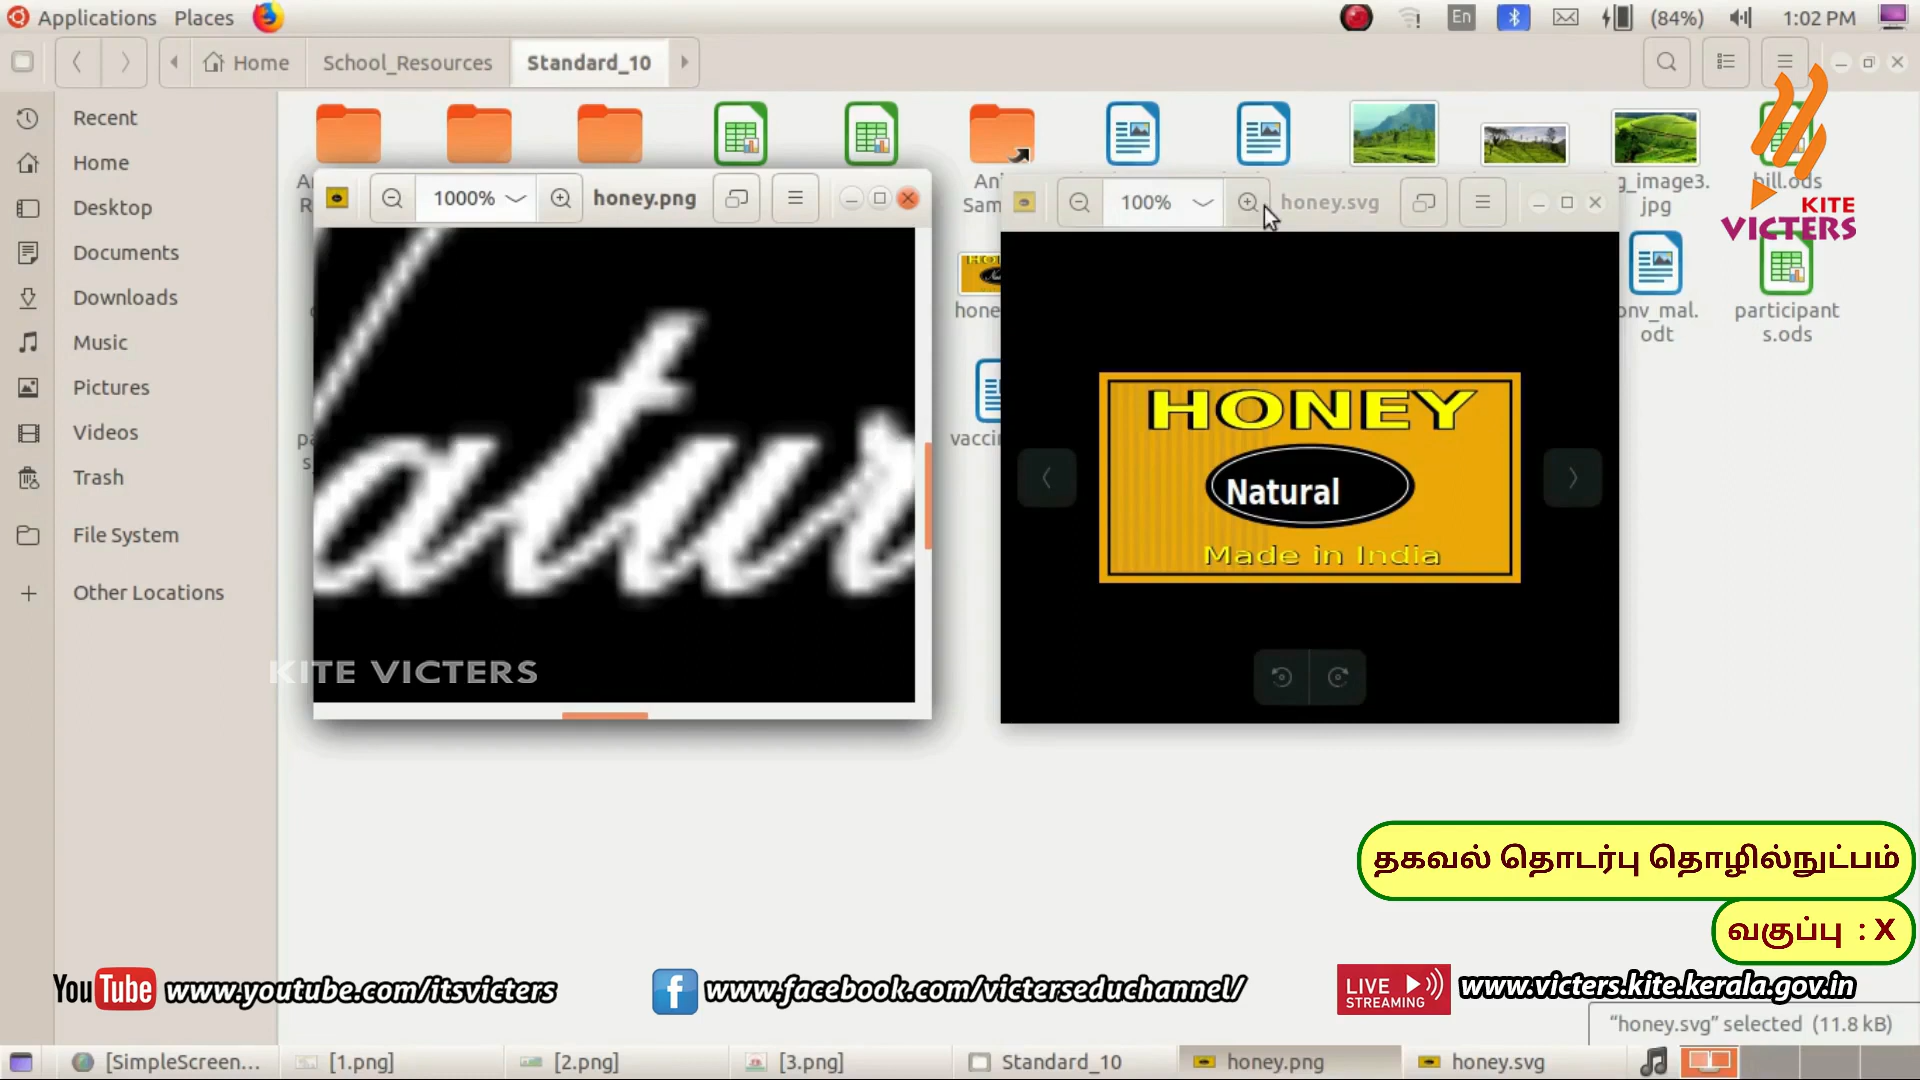 Applications Places En (84%) 1:02 PM
Home School_Resources Standard_10
Recent
Home
Desktop
Documents
Downloads
Music
Pictures
Videos
Trash
File System
Other Locations
1000% honey.png
100% honey.svg
bill.ods
g_image3.
jpg
KITE
VICTERS
participant
s.ods
nv_mal.
odt
HONEY
Natural
Made in India
atur
KITE VICTERS
தகவல் தொடர்பு தொழில்நுட்பம்
வகுப்பு : X
YouTube www.youtube.com/itsvicters
f www.facebook.com/victerseduchannel/
LIVE STREAMING www.victers.kite.kerala.gov.in
“honey.svg” selected (11.8 kB)
[SimpleScreen... [1.png] [2.png] [3.png] Standard_10 honey.png honey.svg